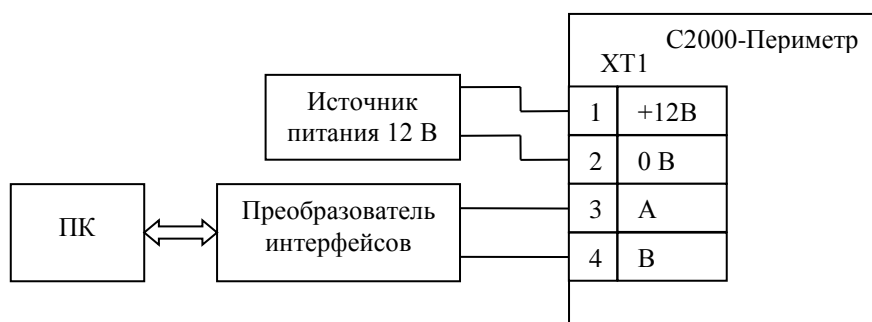 С2000-Периметр
XT1
Источник
питания 12 В
1 +12В
2 0 В
3 А
4 В
ПК
Преобразователь
интерфейсов